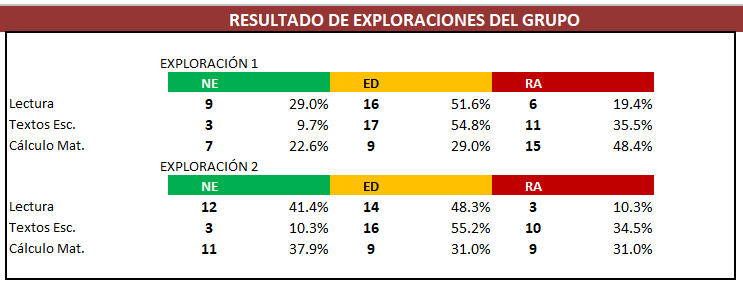 RESULTADO DE EXPLORACIONES DEL GRUPO
EXPLORACIÓN 1
NE ED RA
Lectura 9 29.0% 16 51.6% 6 19.4%
Textos Esc. 3 9.7% 17 54.8% 11 35.5%
Cálculo Mat. 7 22.6% 9 29.0% 15 48.4%
EXPLORACIÓN 2
NE ED RA
Lectura 12 41.4% 14 48.3% 3 10.3%
Textos Esc. 3 10.3% 16 55.2% 10 34.5%
Cálculo Mat. 11 37.9% 9 31.0% 9 31.0%